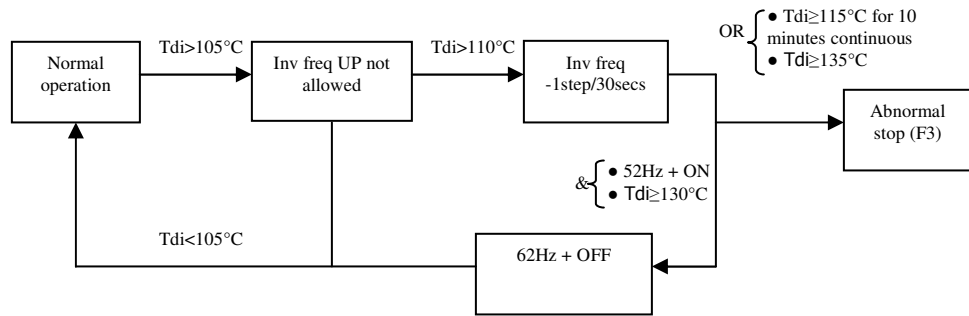 ● Tdi≥115°C for 10
OR
minutes continuous
● Tdi≥135°C
Tdi>105°C
Tdi>110°C
Normal
operation
Inv freq UP not
allowed
Inv freq
-1step/30secs
Abnormal
stop (F3)
● 52Hz + ON
&
● Tdi≥130°C
Tdi<105°C
62Hz + OFF